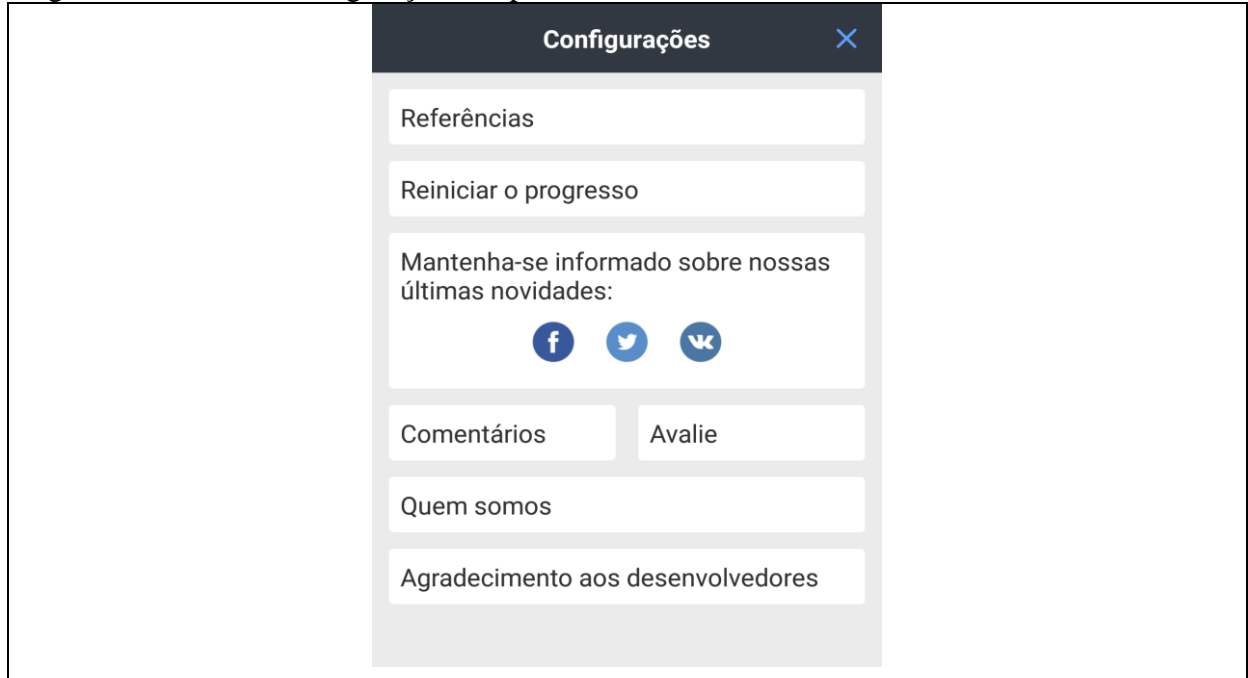 Configurações
Referências
Reiniciar o progresso
Mantenha-se informado sobre nossas
últimas novidades:
Comentários
Avalie
Quem somos
Agradecimento aos desenvolvedores